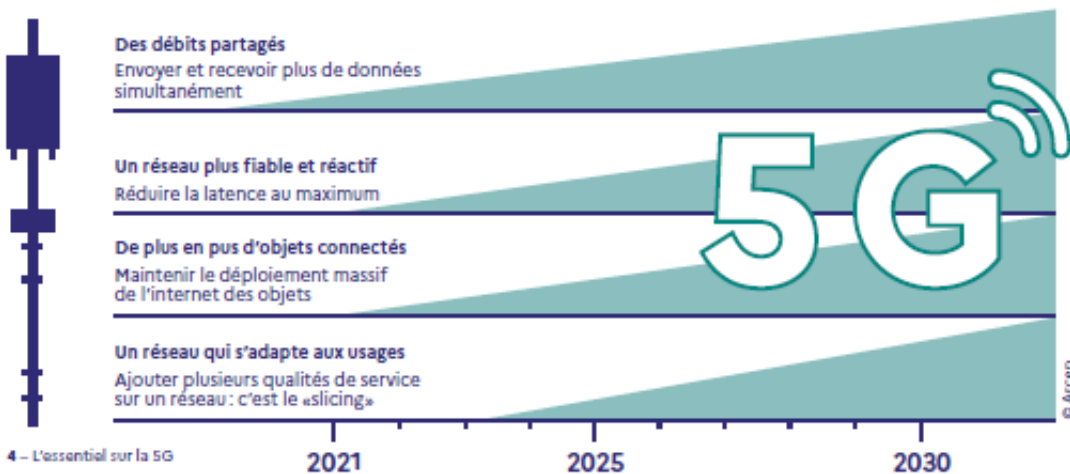 Des débits partagés
Envoyer et recevoir plus de données
simultanément
Un réseau plus fiable et réactif
Réduire la latence au maximum
De plus en pus d'objets connectés
Maintenir le déploiement massif
de l'internet des objets
Un réseau qui s'adapte aux usages
Ajouter plusieurs qualités de service
sur un réseau : c'est le «slicing»
5G
© Arcep
2021
2025
2030
4 – L'essentiel sur la 5G